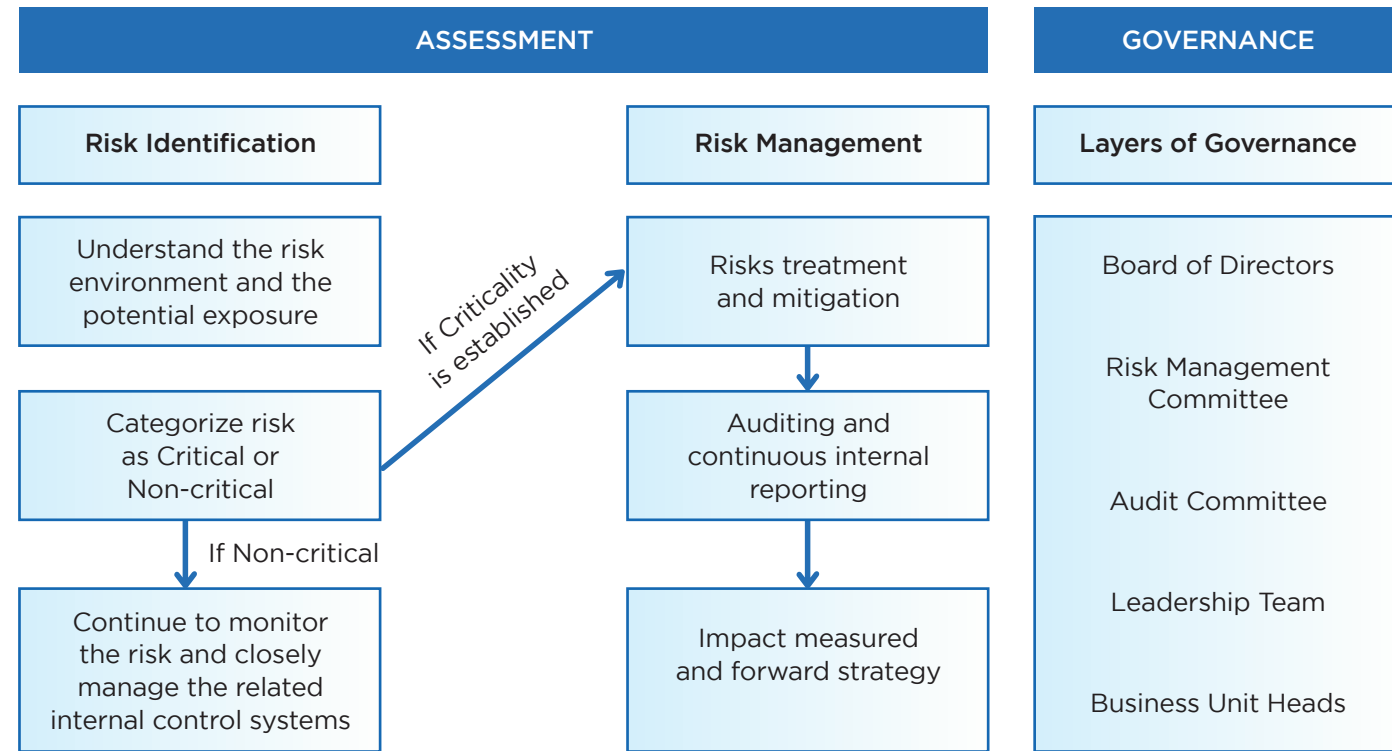 ASSESSMENT
GOVERNANCE
Risk Identification
Risk Management
Layers of Governance
Understand the risk
environment and the
potential exposure
If Criticality
is established
Risks treatment
and mitigation
Board of Directors
Risk Management
Committee
Categorize risk
as Critical or
Non-critical
Auditing and
continuous internal
reporting
Audit Committee
If Non-critical
Continue to monitor
the risk and closely
manage the related
internal control systems
Impact measured
and forward strategy
Leadership Team
Business Unit Heads